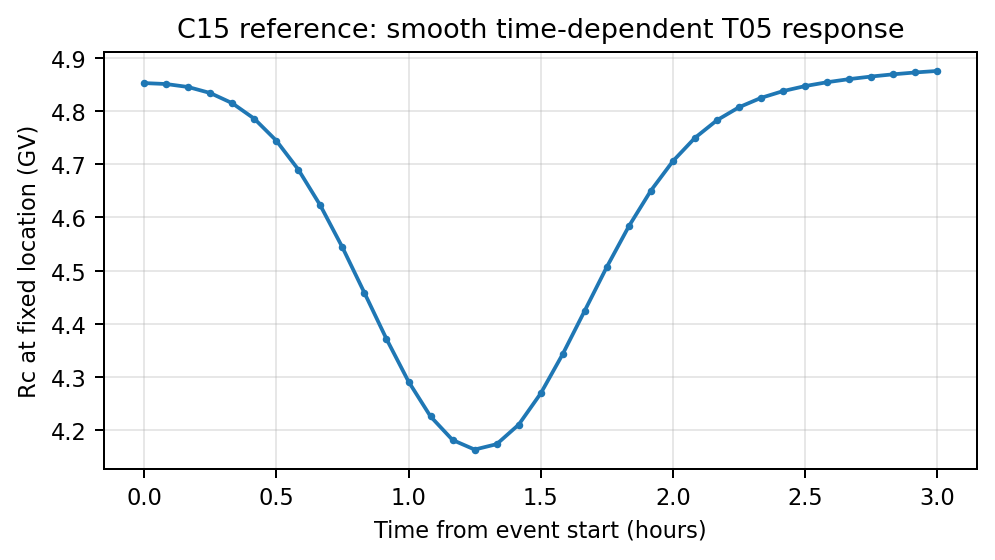 C15 reference: smooth time-dependent T05 response
4.9
4.8
4.7
4.6
4.5
4.4
4.3
4.2
Rc at fixed location (GV)
0.0 0.5 1.0 1.5 2.0 2.5 3.0
Time from event start (hours)